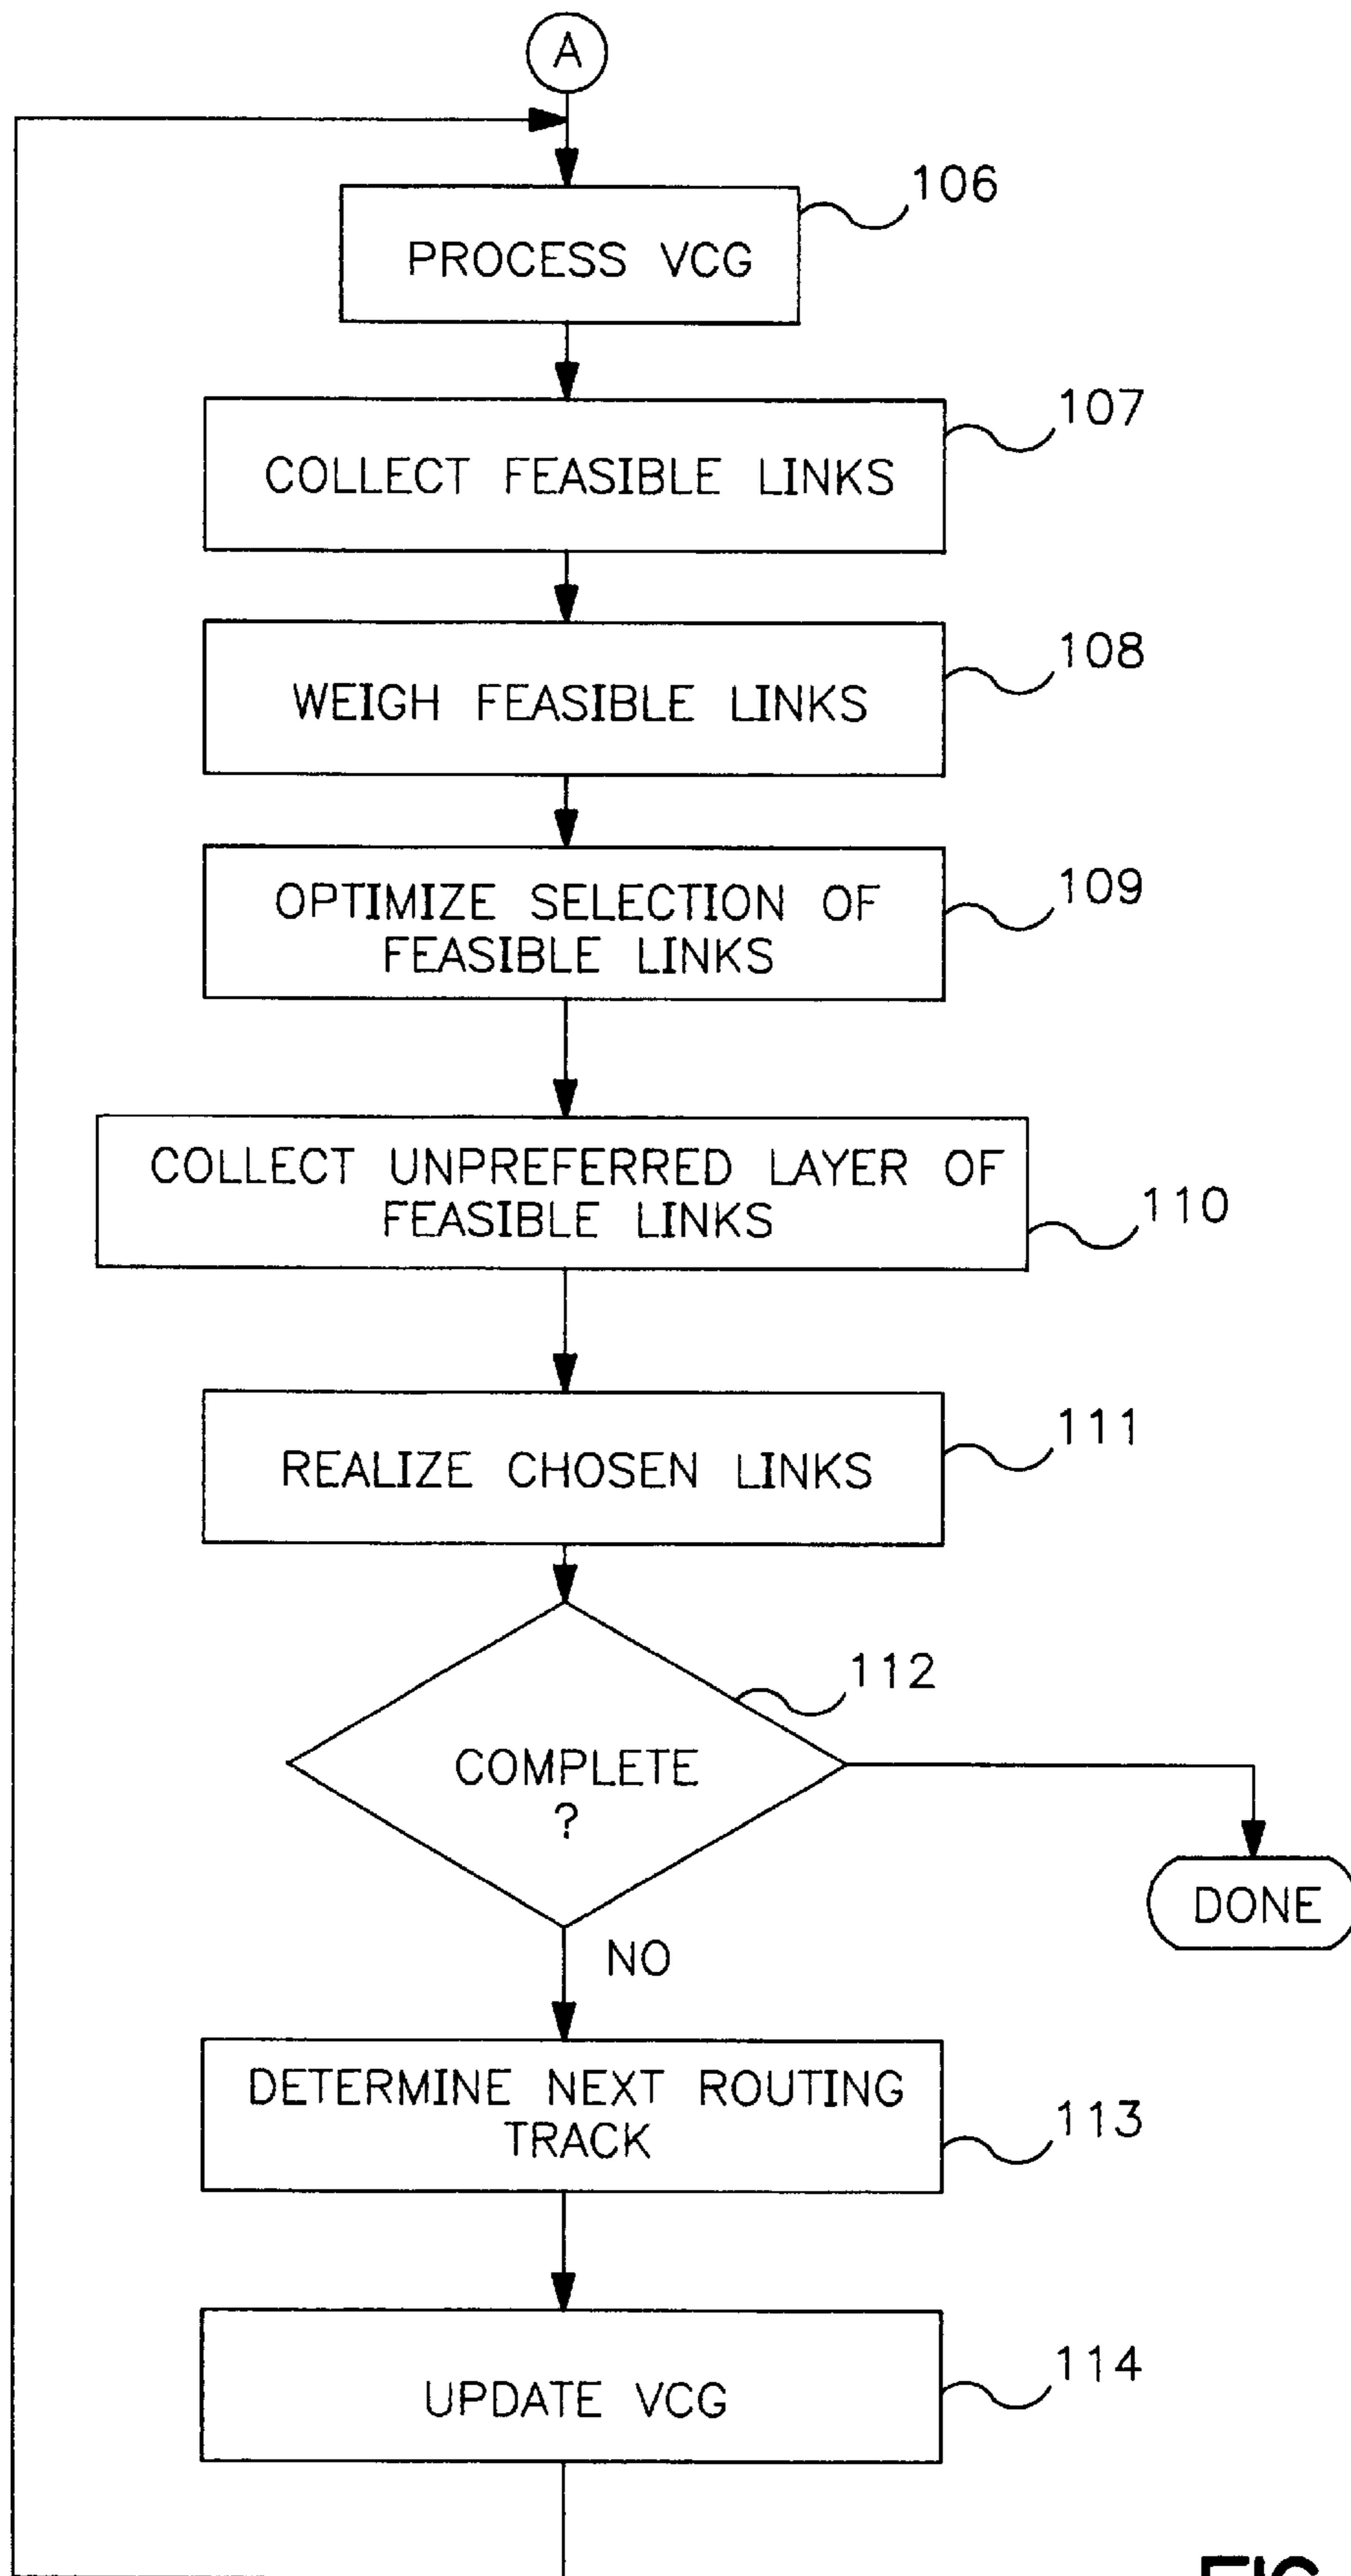 A
106
PROCESS VCG
107
COLLECT FEASIBLE LINKS
108
WEIGH FEASIBLE LINKS
109
OPTIMIZE SELECTION OF
FEASIBLE LINKS
COLLECT UNPREFERRED LAYER OF
FEASIBLE LINKS
110
111
REALIZE CHOSEN LINKS
112
COMPLETE
?
DONE
NO
DETERMINE NEXT ROUTING
TRACK
113
114
UPDATE VCG